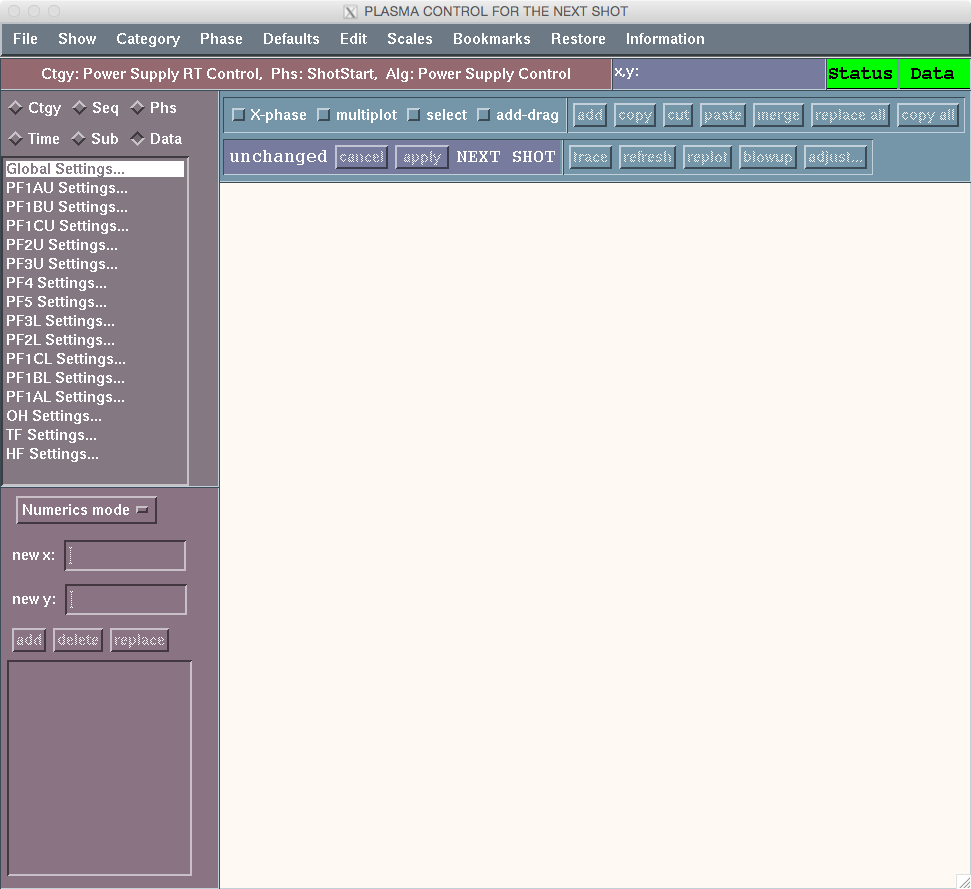 PLASMA CONTROL FOR THE NEXT SHOT
File Show Category Phase Defaults Edit Scales Bookmarks Restore Information
Ctgy: Power Supply RT Control, Phs: ShotStart, Alg: Power Supply Control x,y: Status Data
Ctgy Seq Phs
Time Sub Data
X-phase multiplot select add-drag add copy cut paste merge replace all copy all
unchanged cancel apply NEXT SHOT trace refresh replot blowup adjust...
Global Settings...
PF1AU Settings...
PF1BU Settings...
PF1CU Settings...
PF2U Settings...
PF3U Settings...
PF4 Settings...
PF5 Settings...
PF3L Settings...
PF2L Settings...
PF1CL Settings...
PF1BL Settings...
PF1AL Settings...
OH Settings...
TF Settings...
HF Settings...
Numerics mode
new x:
new y:
add delete replace